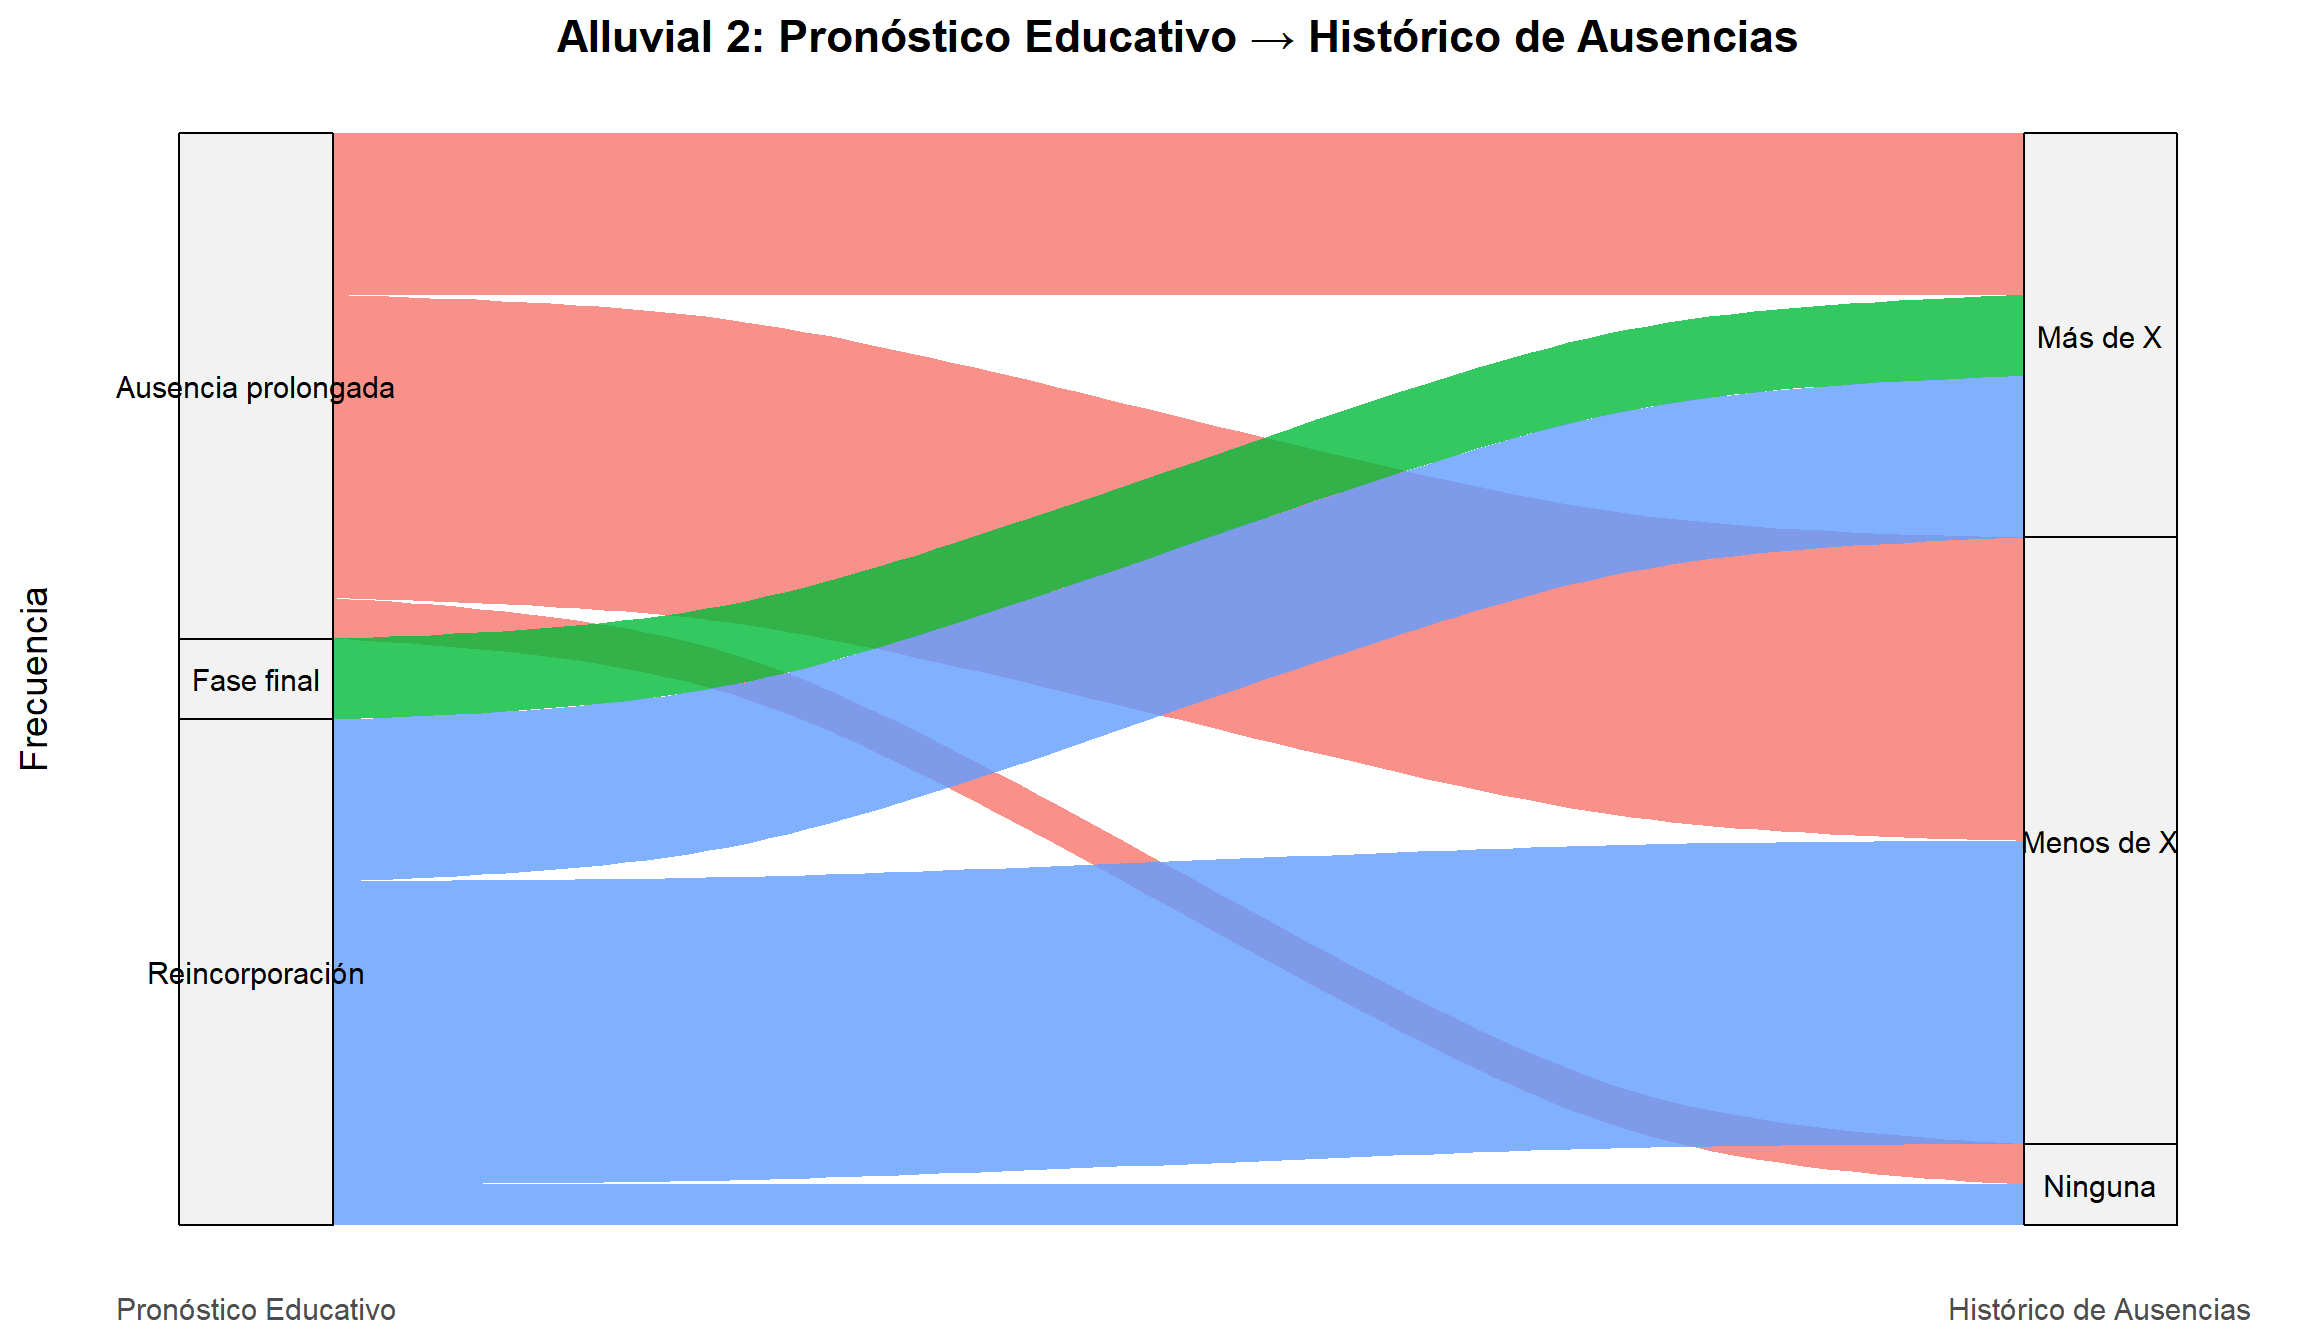 Alluvial 2: Pronóstico Educativo → Histórico de Ausencias
Frecuencia
Ausencia prolongada
Fase final
Reincorporación
Más de X
Menos de X
Ninguna
Pronóstico Educativo
Histórico de Ausencias